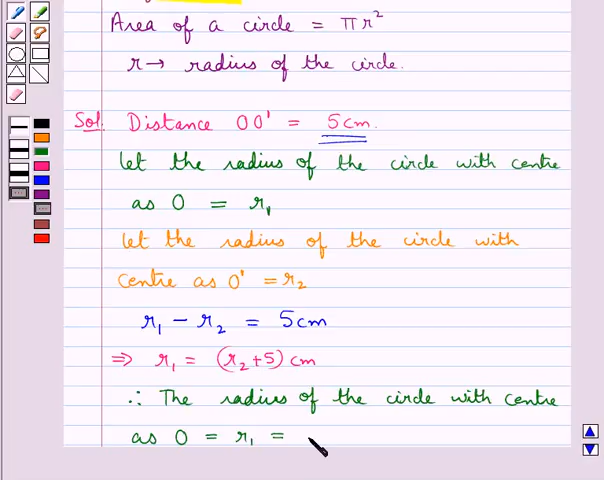 Area of a circle = πr²
r → radius of the circle.
Sol. Distance OO' = 5cm.
let the radius of the circle with centre
as O = r₁
let the radius of the circle with
centre as O' = r₂
r₁ − r₂ = 5cm
⇒ r₁ = (r₂+5)cm
∴ The radius of the circle with centre
as O = r₁ =